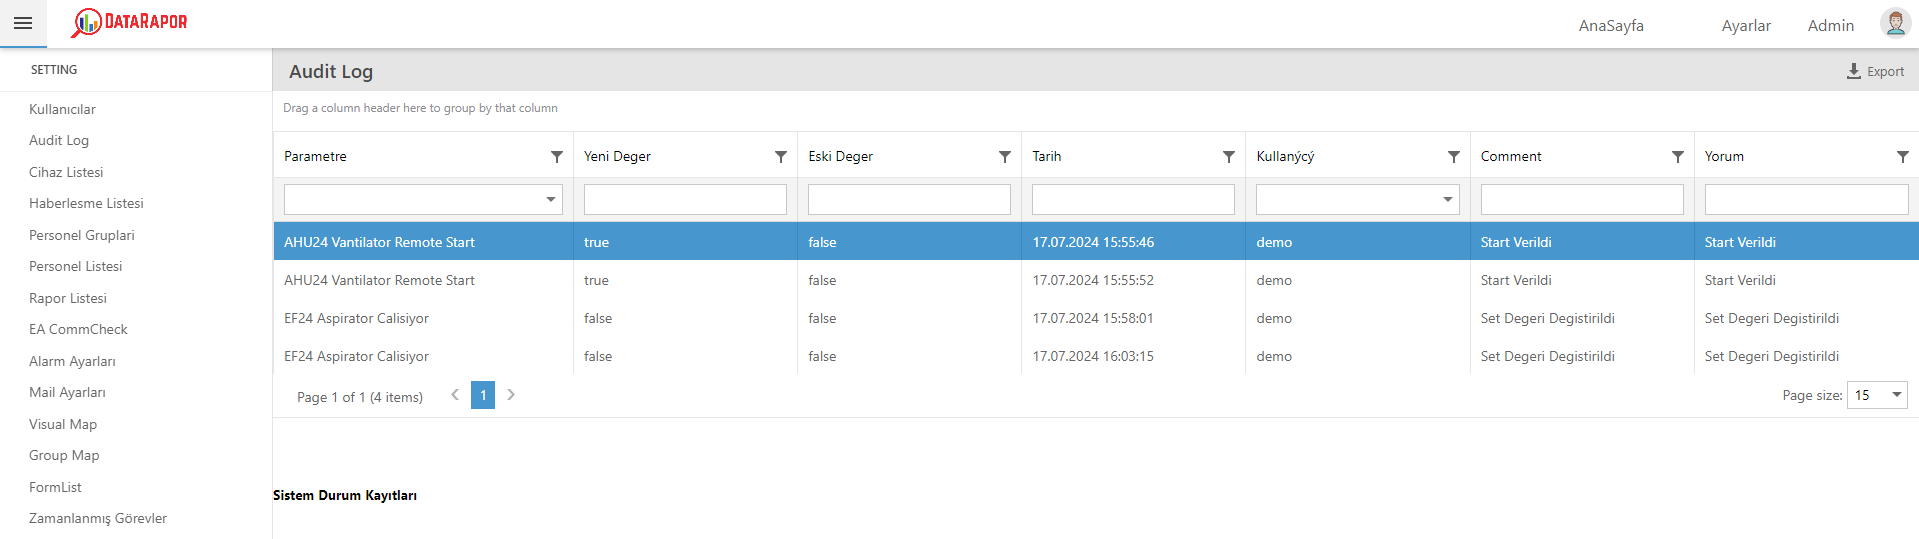 DATARAPOR
AnaSayfa Ayarlar Admin
SETTING
Kullanıcılar
Audit Log
Cihaz Listesi
Haberlesme Listesi
Personel Gruplari
Personel Listesi
Rapor Listesi
EA CommCheck
Alarm Ayarları
Mail Ayarları
Visual Map
Group Map
FormList
Zamanlanmış Görevler
Audit Log Export
Drag a column header here to group by that column
Parametre Yeni Deger Eski Deger Tarih Kullanýcý Comment Yorum
AHU24 Vantilator Remote Start true false 17.07.2024 15:55:46 demo Start Verildi Start Verildi
AHU24 Vantilator Remote Start true false 17.07.2024 15:55:52 demo Start Verildi Start Verildi
EF24 Aspirator Calisiyor false false 17.07.2024 15:58:01 demo Set Degeri Degistirildi Set Degeri Degistirildi
EF24 Aspirator Calisiyor false false 17.07.2024 16:03:15 demo Set Degeri Degistirildi Set Degeri Degistirildi
Page 1 of 1 (4 items) 1 Page size: 15
Sistem Durum Kayıtları